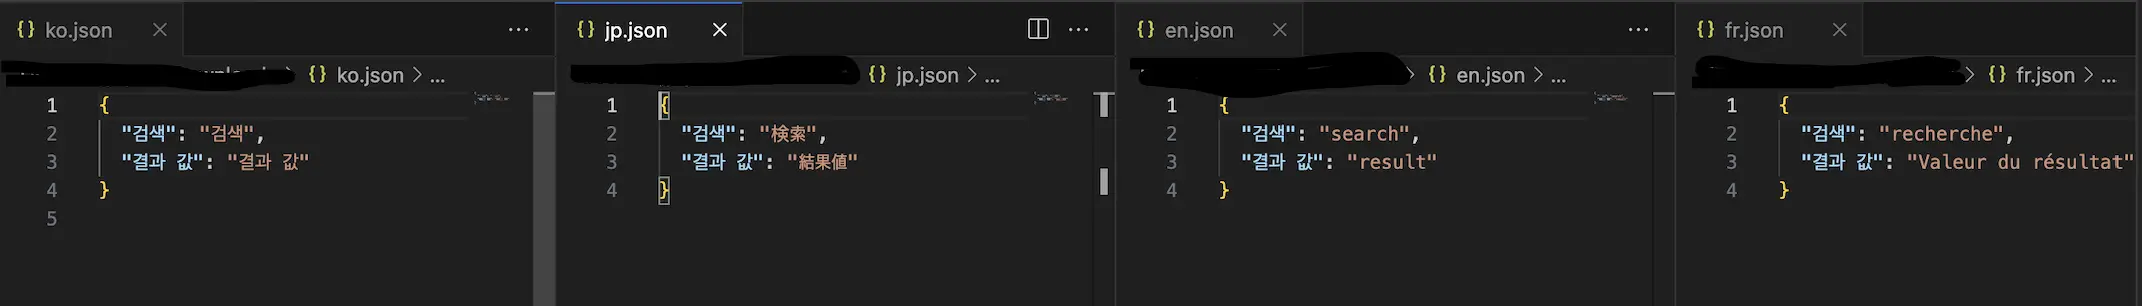 ko.json
ko.json > ...
1 {
2 "검색": "검색",
3 "결과 값": "결과 값"
4 }
5
jp.json
jp.json > ...
1 {
2 "검색": "検索",
3 "결과 값": "結果値"
4 }
en.json
en.json > ...
1 {
2 "검색": "search",
3 "결과 값": "result"
4 }
fr.json
fr.json > ...
1 {
2 "검색": "recherche",
3 "결과 값": "Valeur du résultat"
4 }